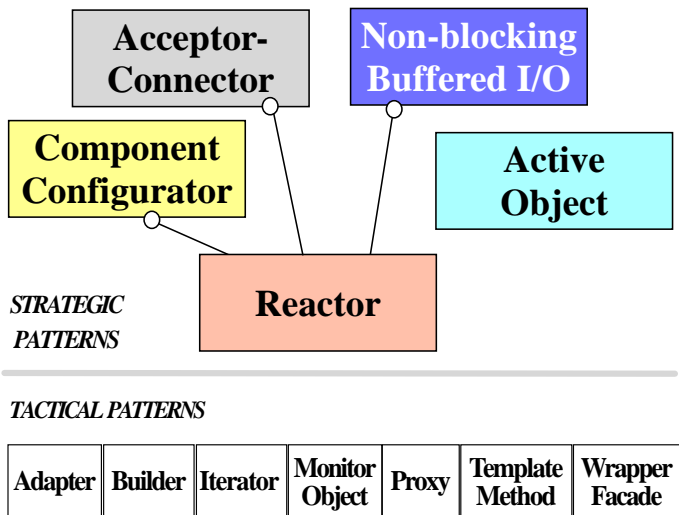 Acceptor-
Connector
Non-blocking
Buffered I/O
Component
Configurator
Active
Object
Reactor
STRATEGIC
PATTERNS
TACTICAL PATTERNS
Adapter
Builder
Iterator
Monitor
Object
Proxy
Template
Method
Wrapper
Facade